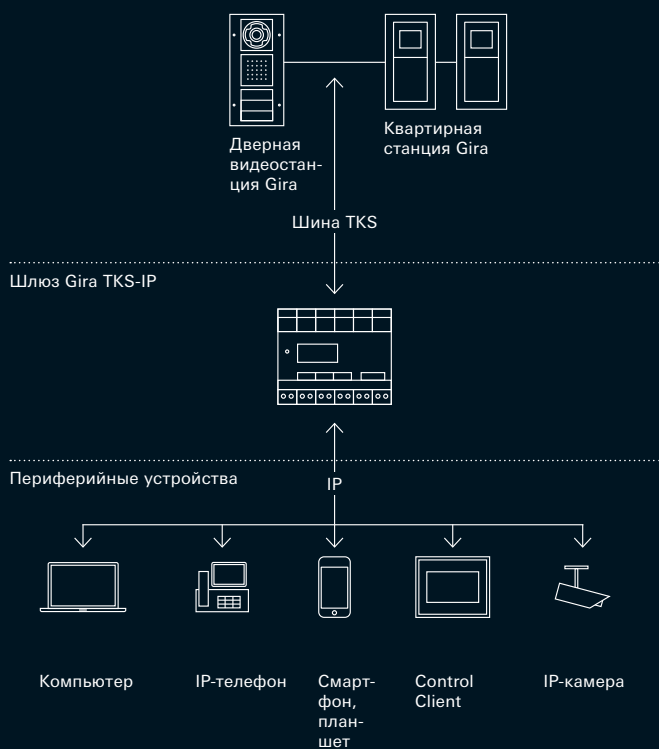 Дверная
видеостан-
ция Gira
Квартирная
станция Gira
Шина TKS
Шлюз Gira TKS-IP
Периферийные устройства
IP
Компьютер
IP-телефон
Смарт-
фон,
план-
шет
Control
Client
IP-камера